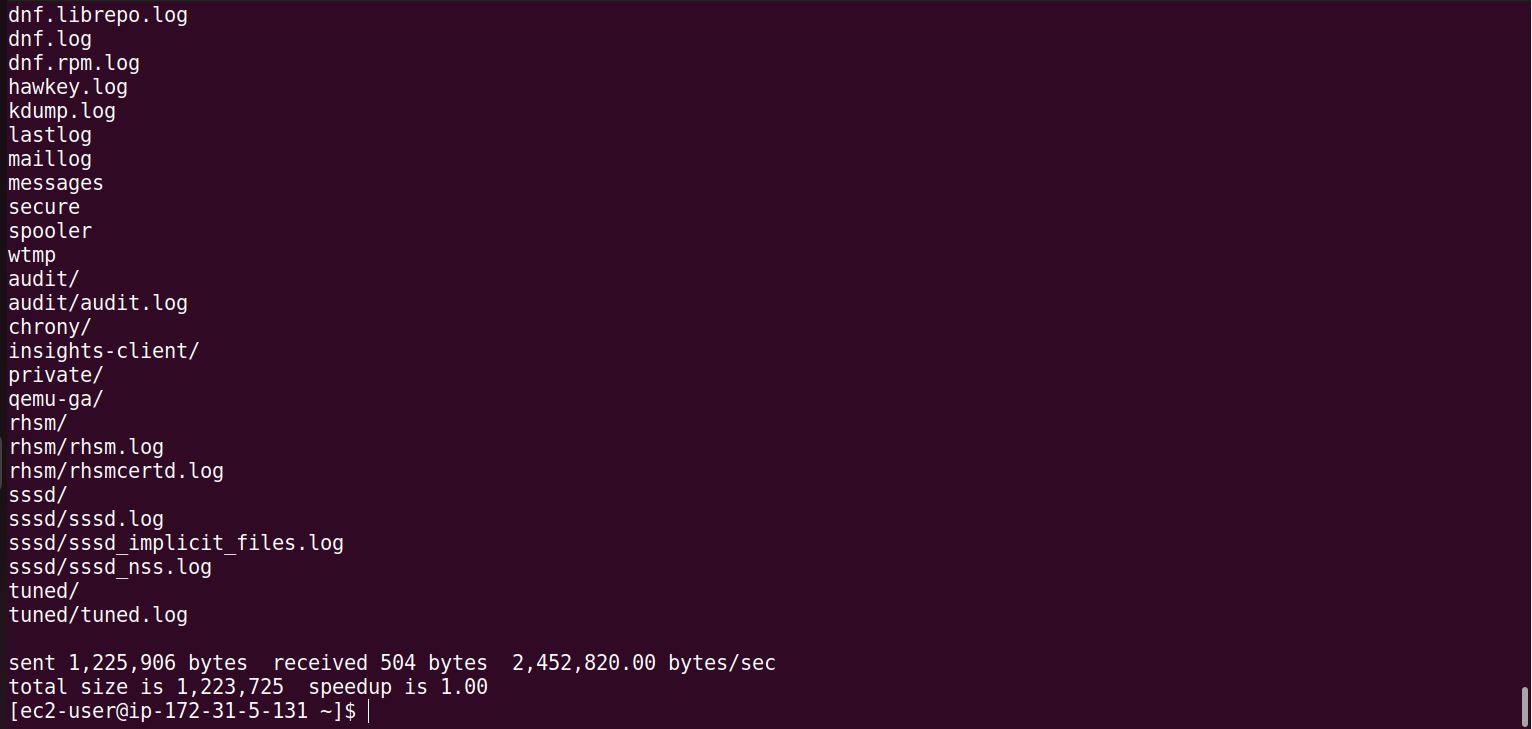 dnf.librepo.log
dnf.log
dnf.rpm.log
hawkey.log
kdump.log
lastlog
maillog
messages
secure
spooler
wtmp
audit/
audit/audit.log
chrony/
insights-client/
private/
qemu-ga/
rhsm/
rhsm/rhsm.log
rhsm/rhsmcertd.log
sssd/
sssd/sssd.log
sssd/sssd_implicit_files.log
sssd/sssd_nss.log
tuned/
tuned/tuned.log

sent 1,225,906 bytes  received 504 bytes  2,452,820.00 bytes/sec
total size is 1,223,725  speedup is 1.00
[ec2-user@ip-172-31-5-131 ~]$